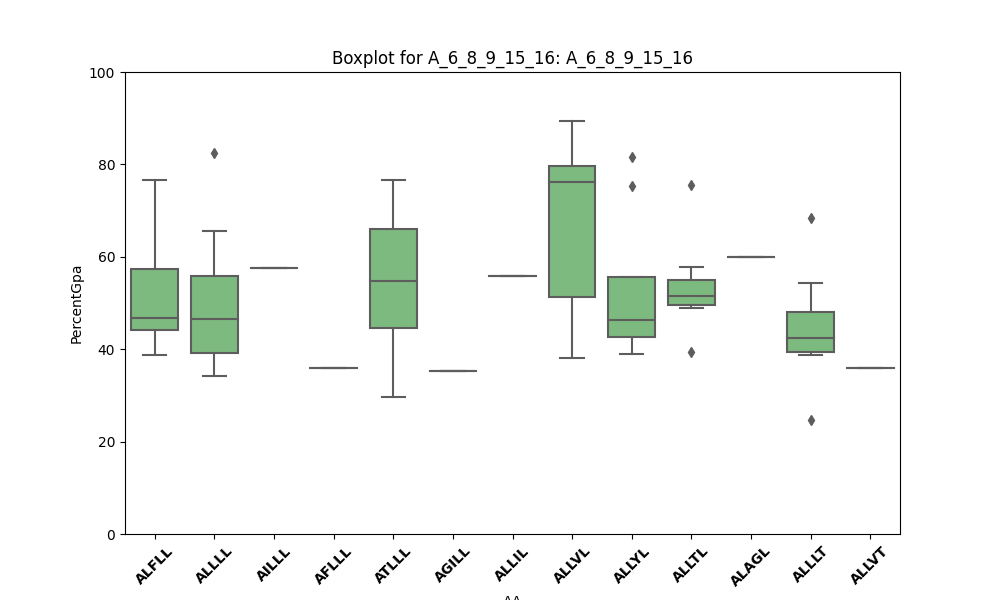 Boxplot for A_6_8_9_15_16: A_6_8_9_15_16
100
80
60
40
20
0
PercentGpa
ALFLL ALLLL AILLL AFLLL ATLLL AGILL ALLIL ALLVL ALLYL ALLTL ALAGL ALLLT ALLVT